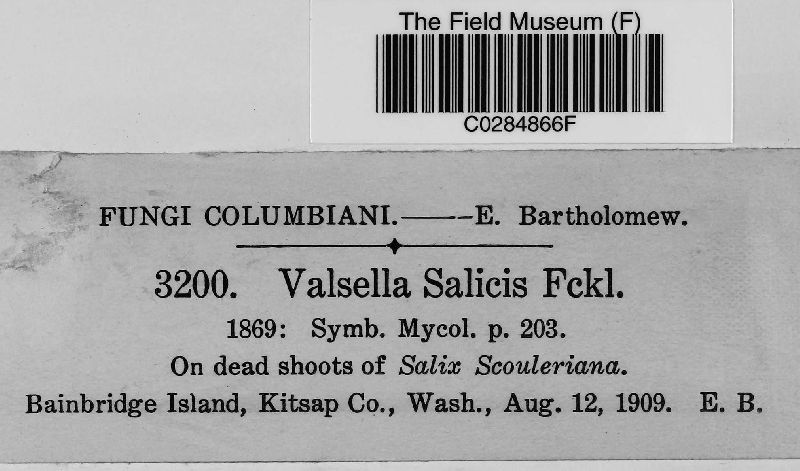 The Field Museum (F)
C0284866F
FUNGI COLUMBIANI.——E. Bartholomew.
3200. Valsella Salicis Fckl.
1869: Symb. Mycol. p. 203.
On dead shoots of Salix Scouleriana.
Bainbridge Island, Kitsap Co., Wash., Aug. 12, 1909. E. B.